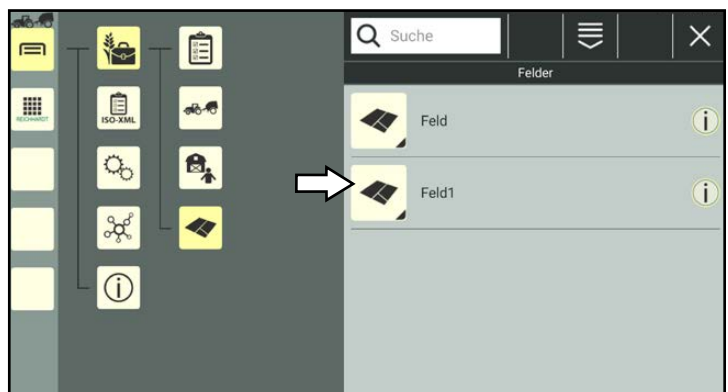 Suche
Felder
REICHHARDT
ISO-XML
Feld
Feld1